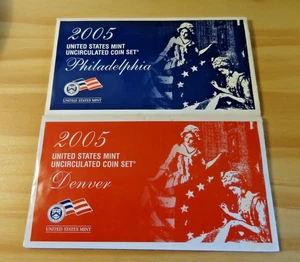 2005
UNITED STATES MINT
UNCIRCULATED COIN SET®
Philadelphia
UNITED STATES MINT
2005
UNITED STATES MINT
UNCIRCULATED COIN SET®
Denver
UNITED STATES MINT